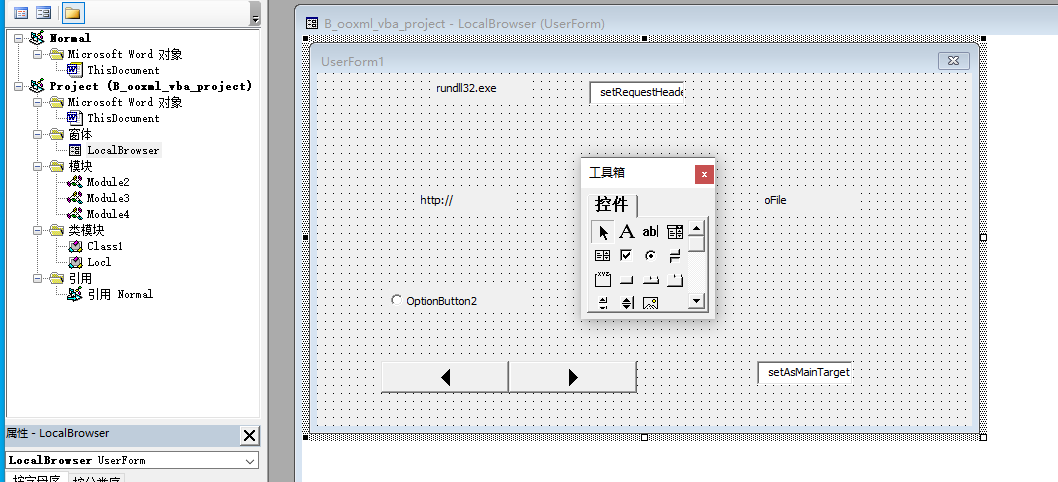 Normal
Microsoft Word 对象
ThisDocument
Project (B_ooxml_vba_project)
Microsoft Word 对象
ThisDocument
窗体
LocalBrowser
模块
Module2
Module3
Module4
类模块
Class1
Locl
引用
引用 Normal
属性 - LocalBrowser
LocalBrowser UserForm
按字母序 按分类序
B_ooxml_vba_project - LocalBrowser (UserForm)
UserForm1
rundll32.exe
setRequestHeade
http://
oFile
OptionButton2
setAsMainTarget
工具箱
控件
A
ab
XYZ